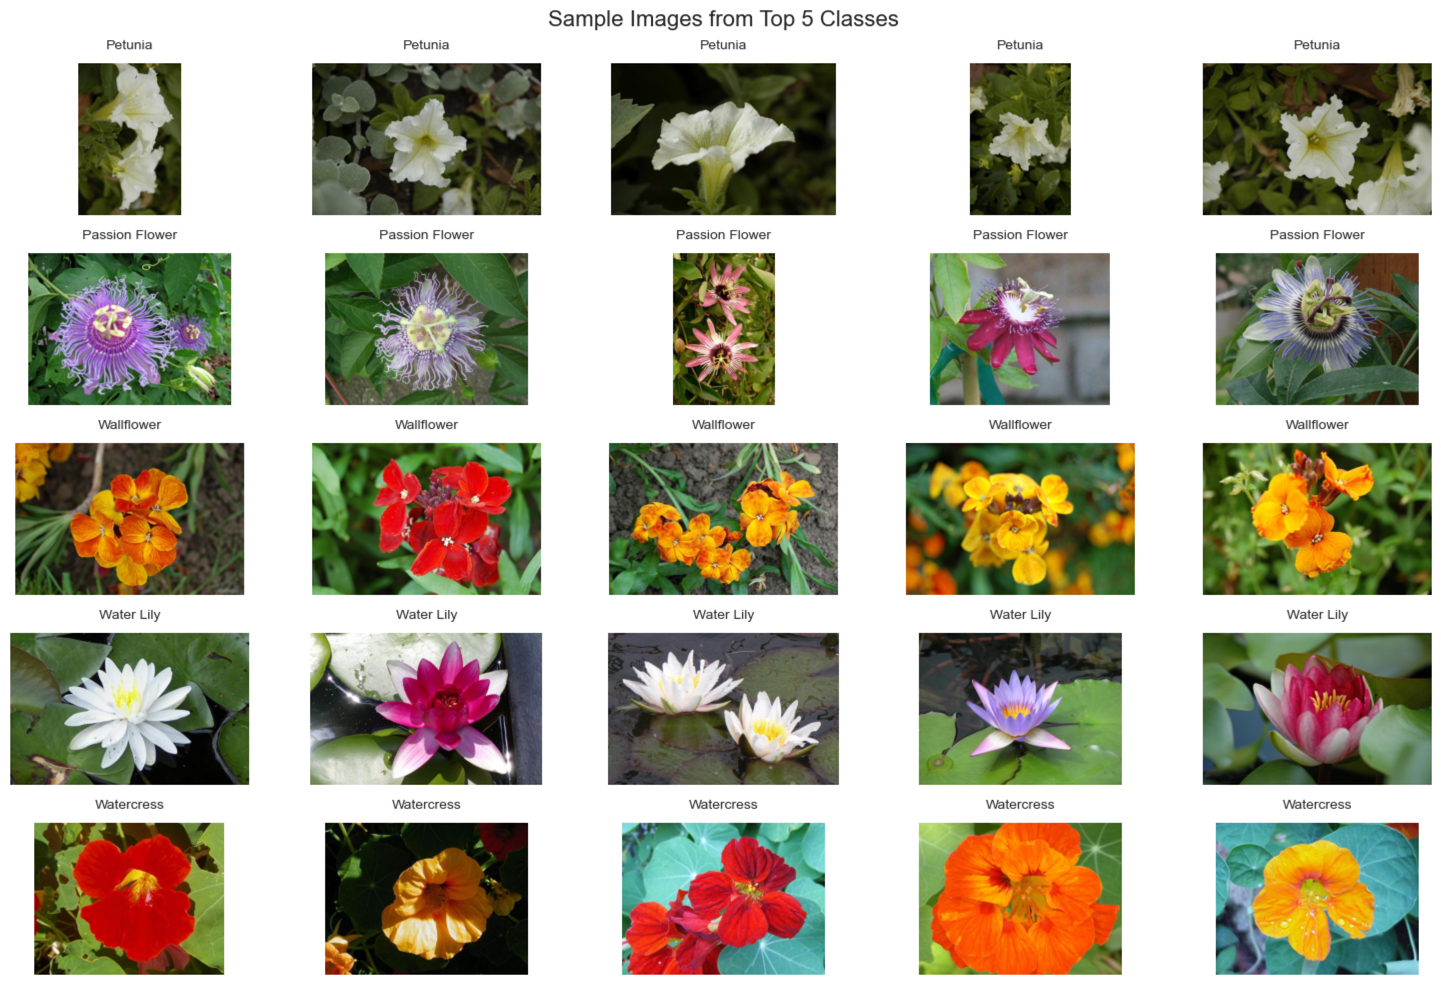 Sample Images from Top 5 Classes
Petunia Petunia Petunia Petunia Petunia
Passion Flower Passion Flower Passion Flower Passion Flower Passion Flower
Wallflower Wallflower Wallflower Wallflower Wallflower
Water Lily Water Lily Water Lily Water Lily Water Lily
Watercress Watercress Watercress Watercress Watercress